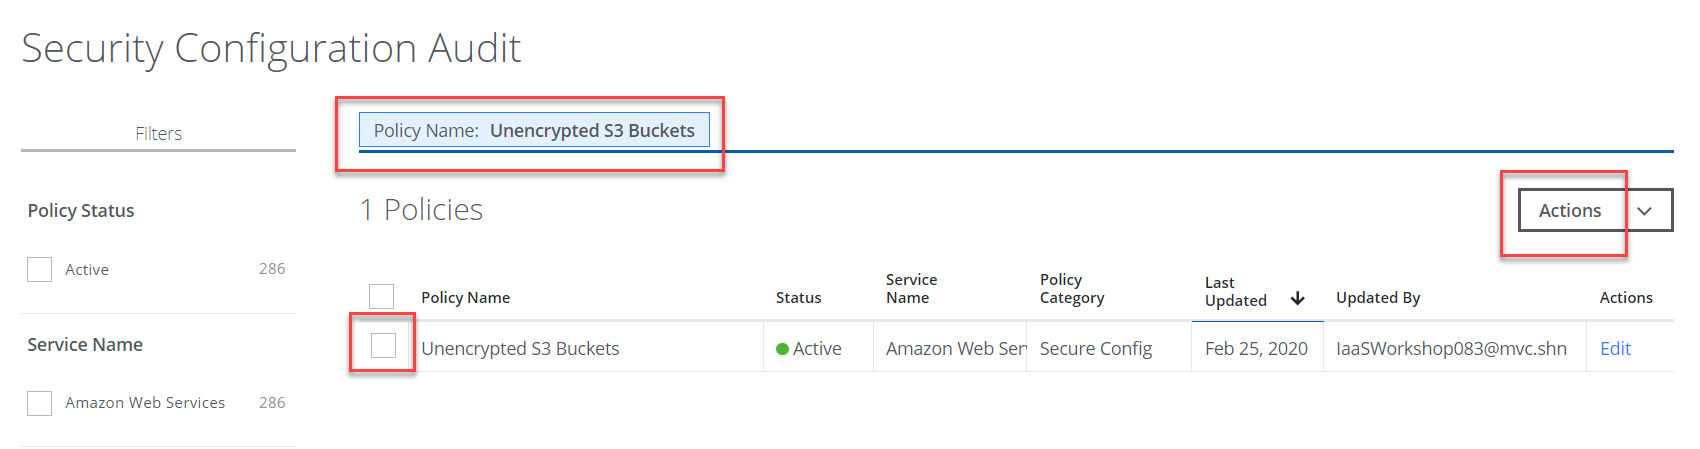 Security Configuration Audit
Filters
Policy Name: Unencrypted S3 Buckets
Policy Status
1 Policies
Actions
Active 286
Service Name
Amazon Web Services 286
Policy Name Status Service Name Policy Category Last Updated Updated By Actions
Unencrypted S3 Buckets Active Amazon Web Ser Secure Config Feb 25, 2020 IaaSWorkshop083@mvc.shn Edit